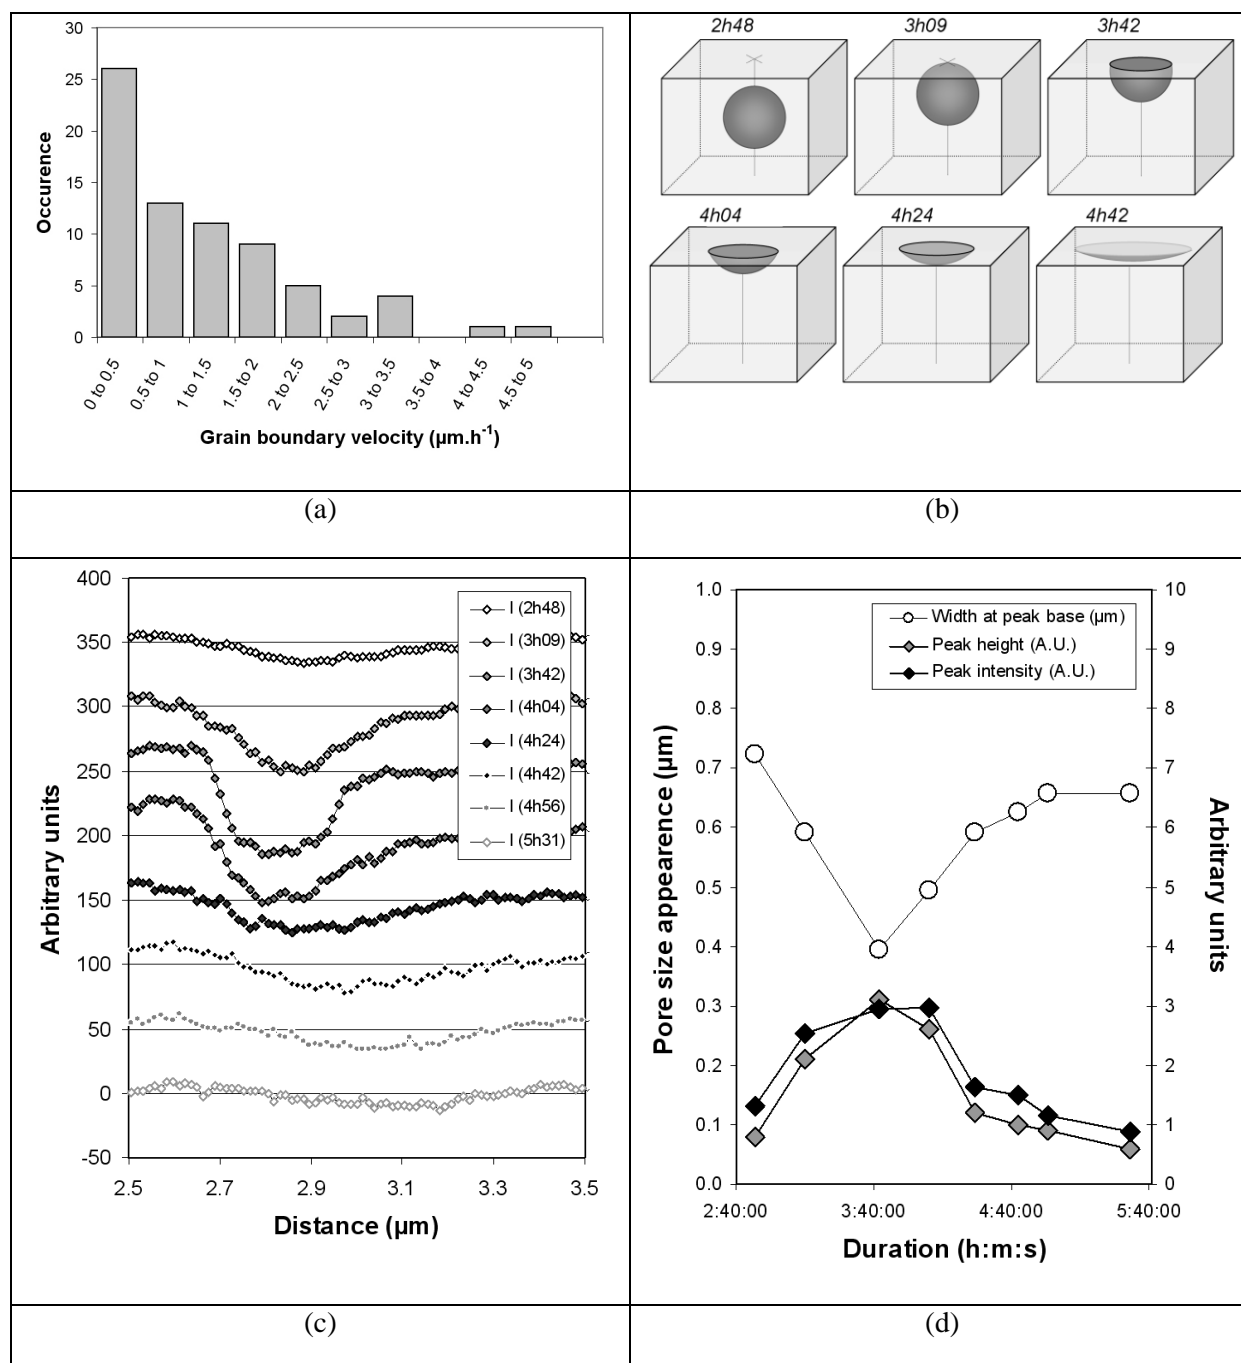 30
25
20
15
10
5
0
Occurence
0 to 0.5
0.5 to 1
1 to 1.5
1.5 to 2
2 to 2.5
2.5 to 3
3 to 3.5
3.5 to 4
4 to 4.5
4.5 to 5
Grain boundary velocity (µm.h⁻¹)
2h48
3h09
3h42
4h04
4h24
4h42
(a)
(b)
400
350
300
250
200
150
100
50
0
-50
Arbitrary units
I (2h48)
I (3h09)
I (3h42)
I (4h04)
I (4h24)
I (4h42)
I (4h56)
I (5h31)
2.5 2.7 2.9 3.1 3.3 3.5
Distance (µm)
1.0
0.9
0.8
0.7
0.6
0.5
0.4
0.3
0.2
0.1
0.0
Pore size appearence (µm)
Width at peak base (µm)
Peak height (A.U.)
Peak intensity (A.U.)
10
9
8
7
6
5
4
3
2
1
0
Arbitrary units
2:40:00 3:40:00 4:40:00 5:40:00
Duration (h:m:s)
(c)
(d)